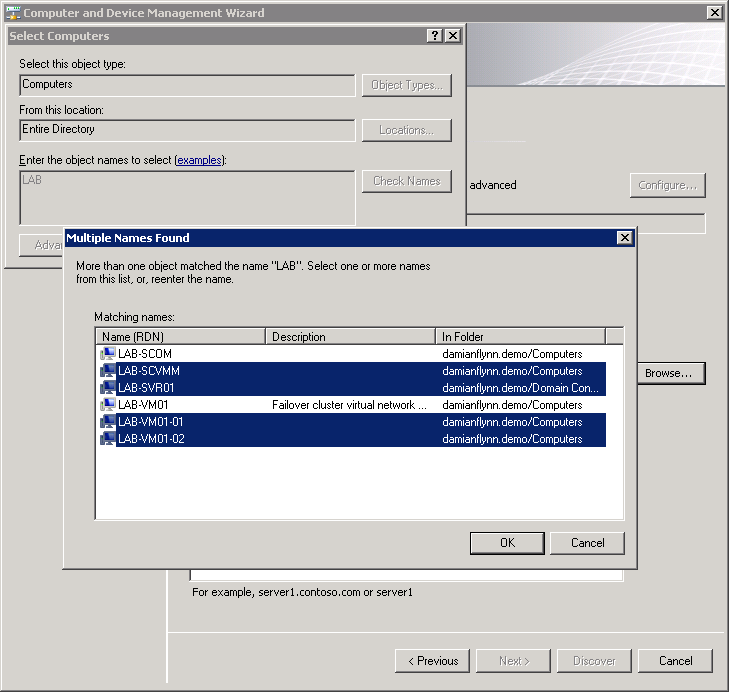 Computer and Device Management Wizard
Select Computers
Select this object type:
Computers
Object Types...
From this location:
Entire Directory
Locations...
Enter the object names to select (examples):
LAB
Check Names
advanced
Configure...
Multiple Names Found
More than one object matched the name "LAB". Select one or more names
from this list, or, reenter the name.
Matching names:
Name (RDN) Description In Folder
LAB-SCOM damianflynn.demo/Computers
LAB-SCVMM damianflynn.demo/Computers
LAB-SVR01 damianflynn.demo/Domain Con...
LAB-VM01 Failover cluster virtual network ... damianflynn.demo/Computers
LAB-VM01-01 damianflynn.demo/Computers
LAB-VM01-02 damianflynn.demo/Computers
Browse...
OK Cancel
For example, server1.contoso.com or server1
< Previous Next > Discover Cancel